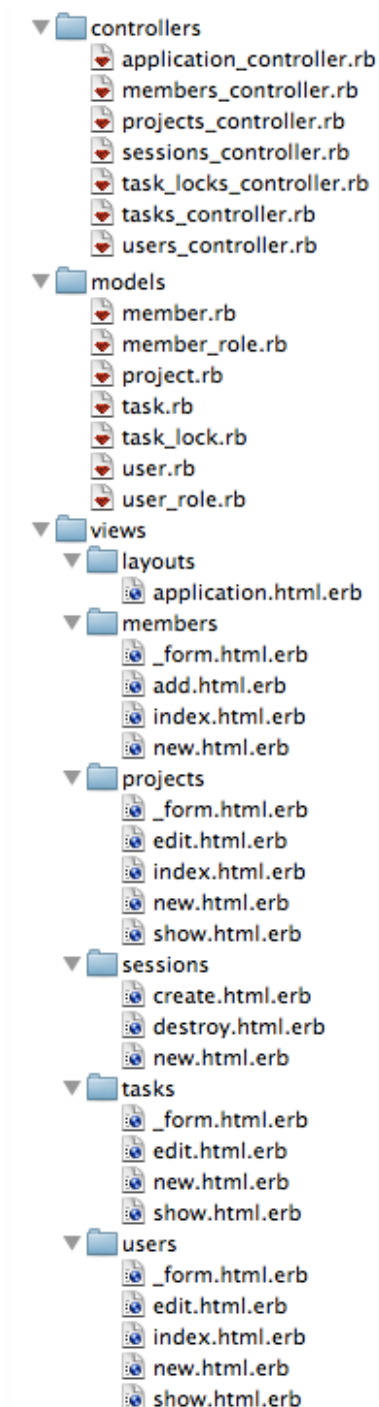 controllers
application_controller.rb
members_controller.rb
projects_controller.rb
sessions_controller.rb
task_locks_controller.rb
tasks_controller.rb
users_controller.rb
models
member.rb
member_role.rb
project.rb
task.rb
task_lock.rb
user.rb
user_role.rb
views
layouts
application.html.erb
members
_form.html.erb
add.html.erb
index.html.erb
new.html.erb
projects
_form.html.erb
edit.html.erb
index.html.erb
new.html.erb
show.html.erb
sessions
create.html.erb
destroy.html.erb
new.html.erb
tasks
_form.html.erb
edit.html.erb
new.html.erb
show.html.erb
users
_form.html.erb
edit.html.erb
index.html.erb
new.html.erb
show.html.erb